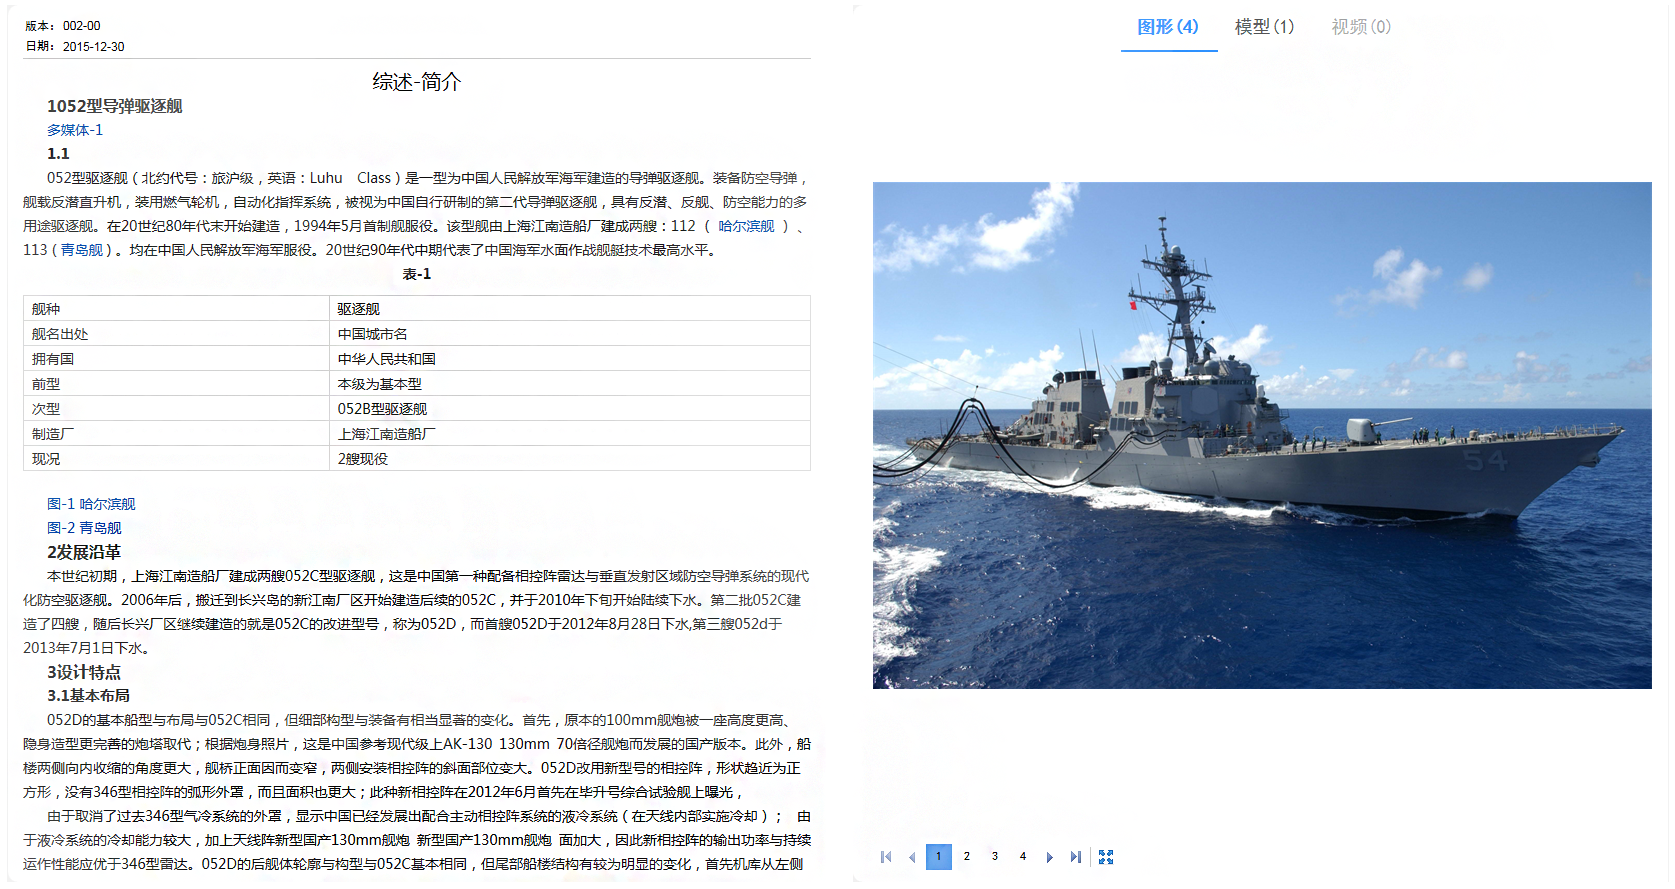 版本： 002-00
日期： 2015-12-30
综述-简介
1052型导弹驱逐舰
多媒体-1
1.1
052型驱逐舰（北约代号：旅沪级，英语：Luhu Class）是一型为中国人民解放军海军建造的导弹驱逐舰。装备防空导弹，
舰载反潜直升机，装用燃气轮机，自动化指挥系统，被视为中国自行研制的第二代导弹驱逐舰，具有反潜、反舰、防空能力的多
用途驱逐舰。在20世纪80年代末开始建造，1994年5月首制舰服役。该型舰由上海江南造船厂建成两艘：112 （ 哈尔滨舰 ）、
113（青岛舰）。均在中国人民解放军海军服役。20世纪90年代中期代表了中国海军水面作战舰艇技术最高水平。
表-1
舰种 驱逐舰
舰名出处 中国城市名
拥有国 中华人民共和国
前型 本级为基本型
次型 052B型驱逐舰
制造厂 上海江南造船厂
现况 2艘现役
图-1 哈尔滨舰
图-2 青岛舰
2发展沿革
本世纪初期，上海江南造船厂建成两艘052C型驱逐舰，这是中国第一种配备相控阵雷达与垂直发射区域防空导弹系统的现代
化防空驱逐舰。2006年后，搬迁到长兴岛的新江南厂区开始建造后续的052C，并于2010年下旬开始陆续下水。第二批052C建
造了四艘，随后长兴厂区继续建造的就是052C的改进型号，称为052D，而首艘052D于2012年8月28日下水,第三艘052d于
2013年7月1日下水。
3设计特点
3.1基本布局
052D的基本船型与布局与052C相同，但细部构型与装备有相当显著的变化。首先，原本的100mm舰炮被一座高度更高、
隐身造型更完善的炮塔取代；根据炮身照片，这是中国参考现代级上AK-130 130mm 70倍径舰炮而发展的国产版本。此外，船
楼两侧向内收缩的角度更大，舰桥正面因而变窄，两侧安装相控阵的斜面部位变大。052D改用新型号的相控阵，形状趋近为正
方形，没有346型相控阵的弧形外罩，而且面积也更大；此种新相控阵在2012年6月首先在毕升号综合试验舰上曝光，
由于取消了过去346型气冷系统的外罩，显示中国已经发展出配合主动相控阵系统的液冷系统（在天线内部实施冷却）； 由
于液冷系统的冷却能力较大，加上天线阵新型国产130mm舰炮 新型国产130mm舰炮 面加大，因此新相控阵的输出功率与持续
运作性能应优于346型雷达。052D的后舰体轮廓与构型与052C基本相同，但尾部船楼结构有较为明显的变化，首先机库从左侧
图形(4) 模型(1) 视频(0)
54
1 2 3 4